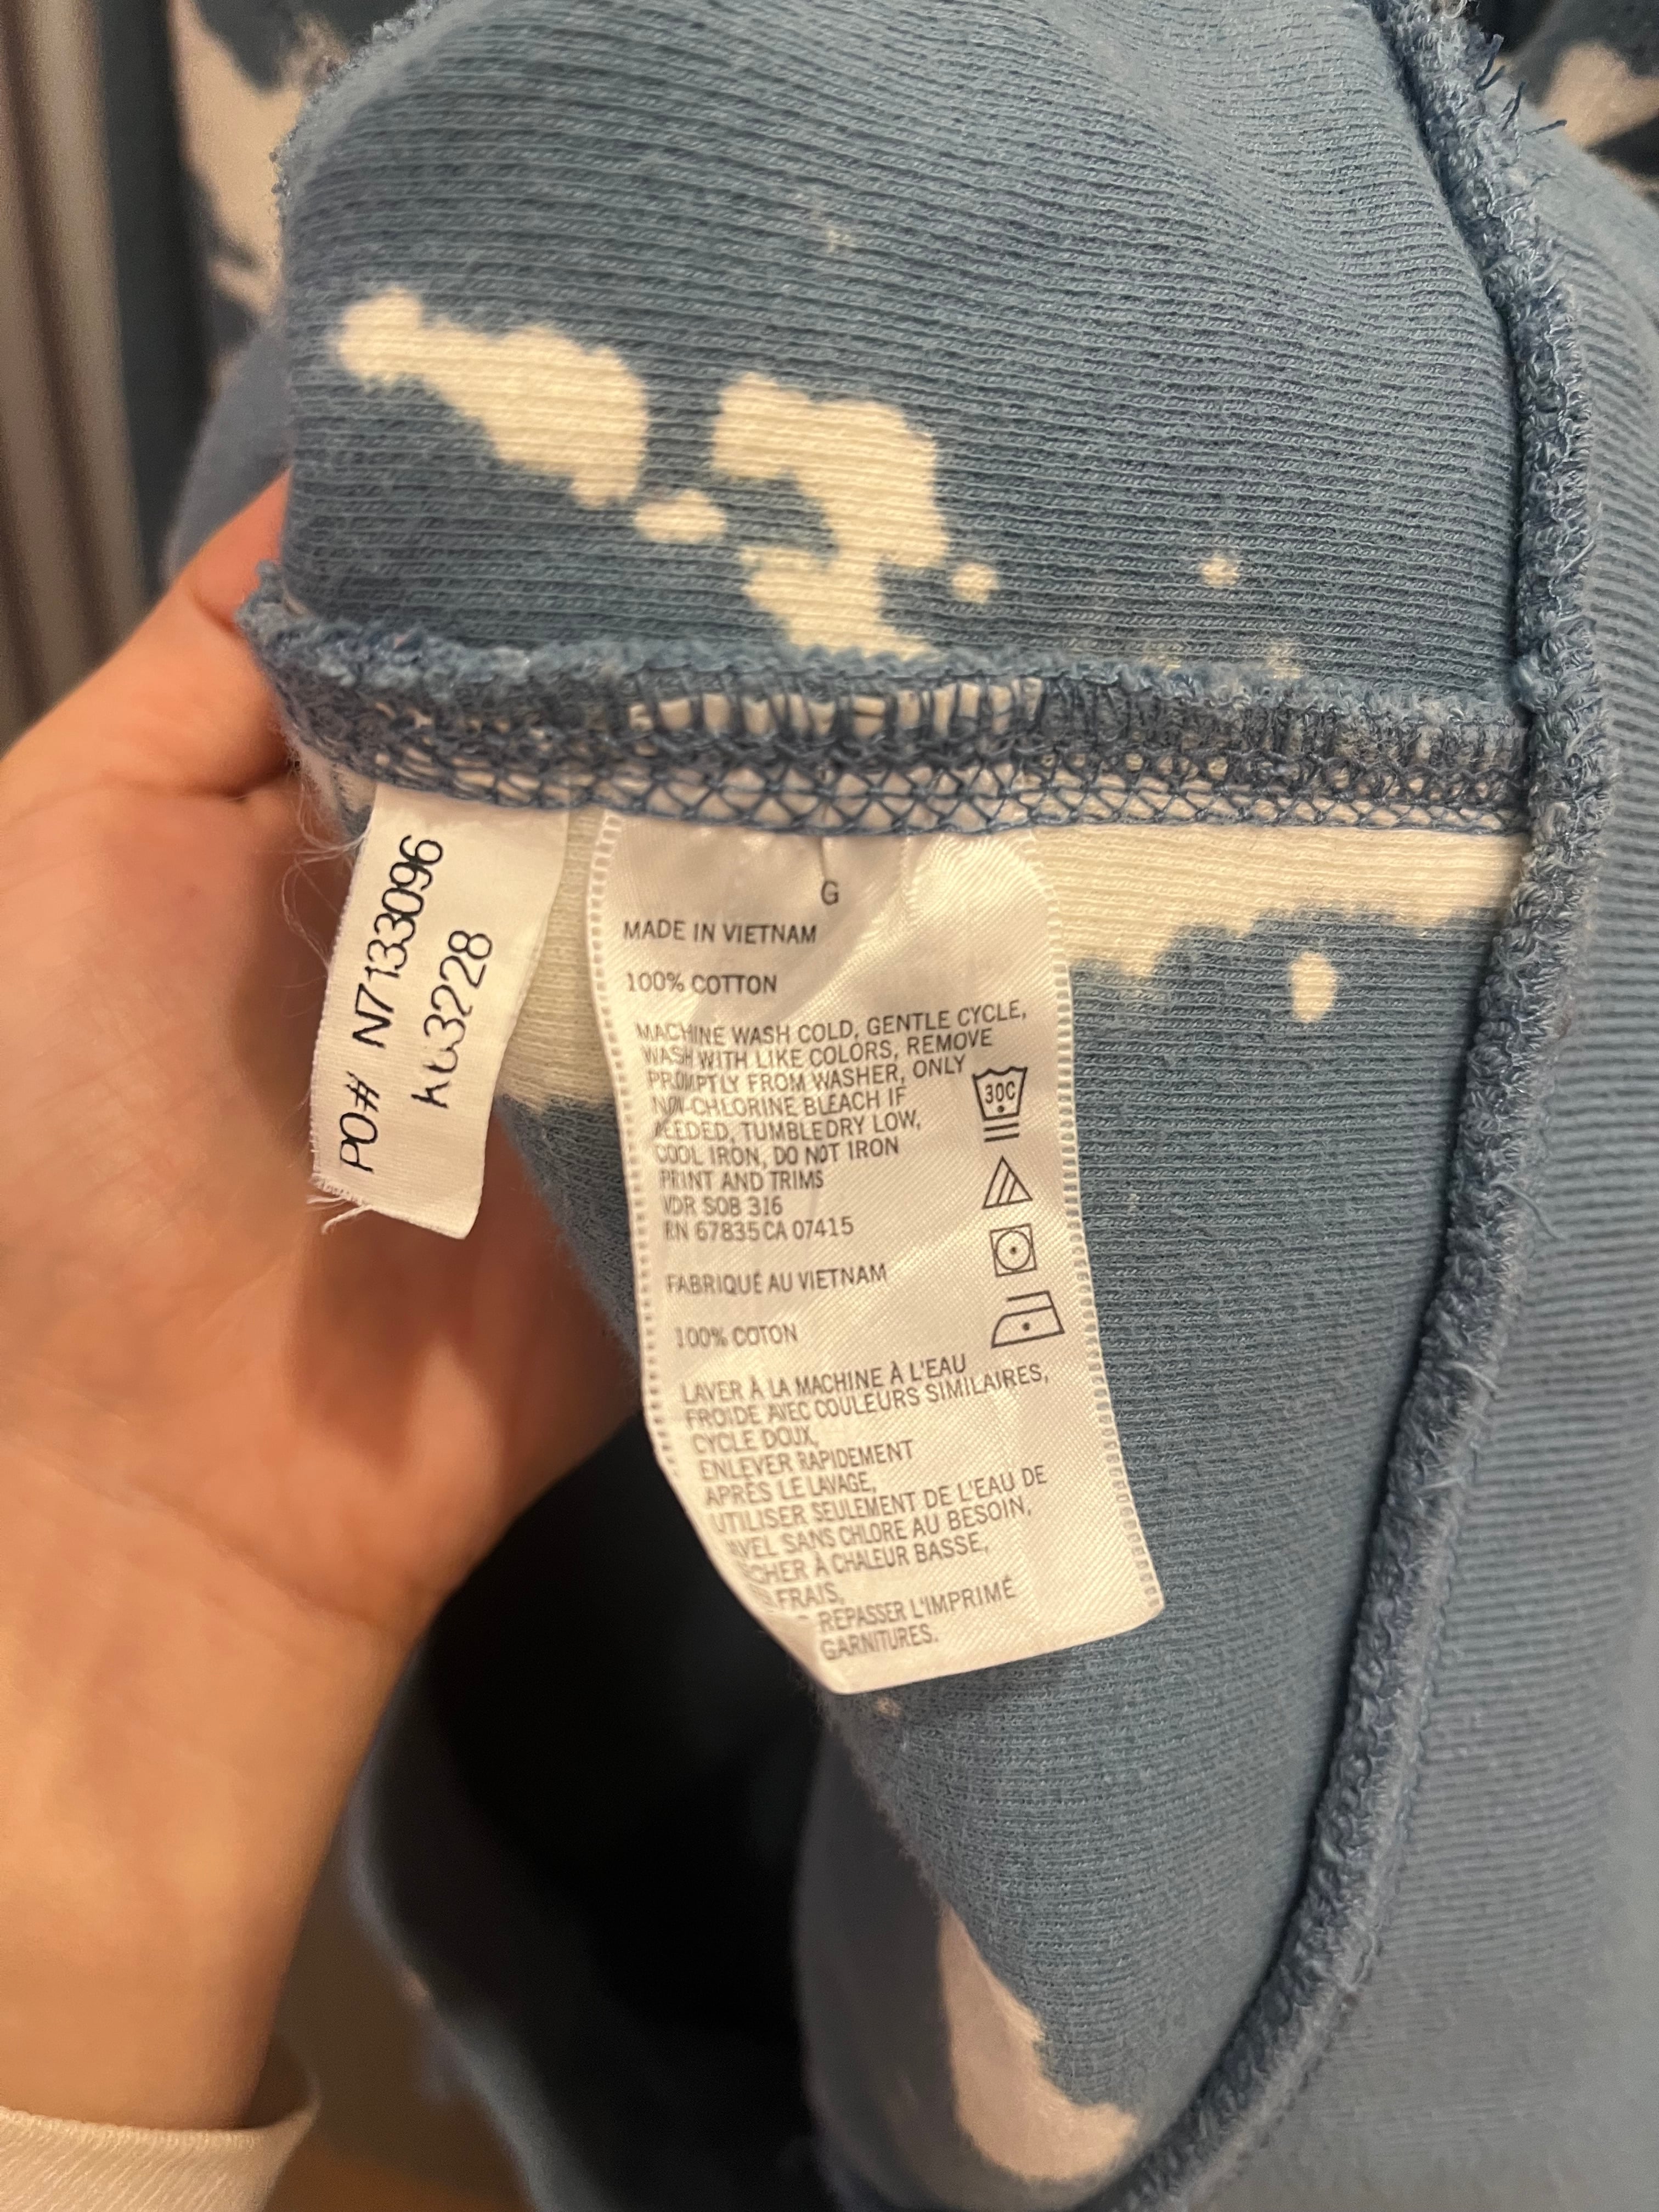 PO# N7133096
G
MADE IN VIETNAM
100% COTTON
MACHINE WASH COLD, GENTLE CYCLE,
WASH WITH LIKE COLORS, REMOVE
PROMPTLY FROM WASHER, ONLY
NON-CHLORINE BLEACH IF
NEEDED, TUMBLE DRY LOW,
COOL IRON, DO NOT IRON
PRINT AND TRIMS
VDR SOB 316
RN 67835 CA 07415
30C
FABRIQUÉ AU VIETNAM
100% COTON
LAVER À LA MACHINE À L'EAU
FROIDE AVEC COULEURS SIMILAIRES,
CYCLE DOUX,
ENLEVER RAPIDEMENT
APRÈS LE LAVAGE,
UTILISER SEULEMENT DE L'EAU DE
SANS CHLORE AU BESOIN,
À CHALEUR BASSE,
FRAIS,
REPASSER L'IMPRIMÉ
GARNITURES.